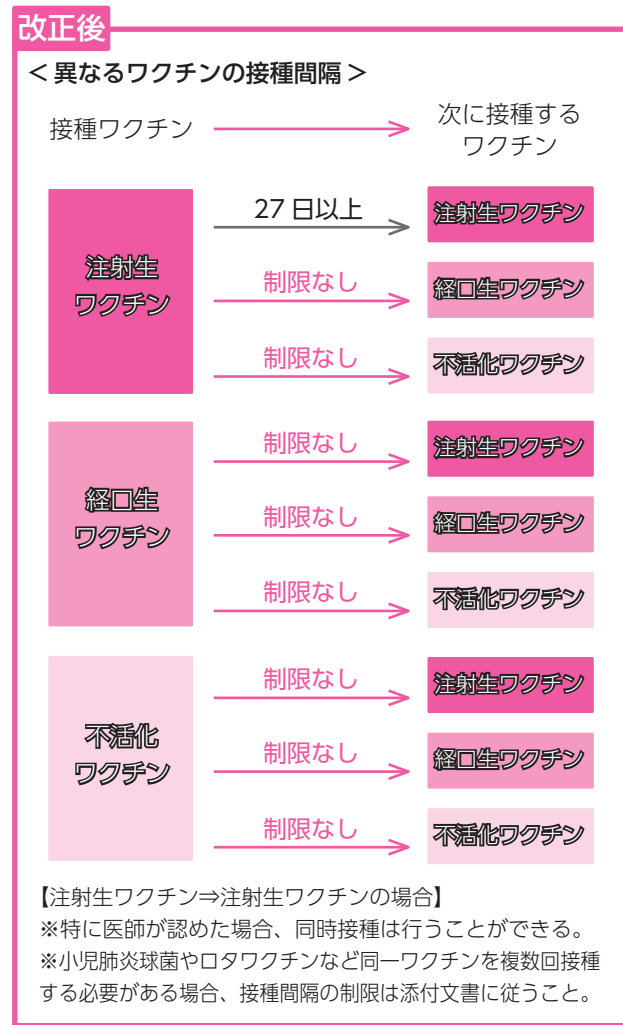 改正後
＜異なるワクチンの接種間隔＞
接種ワクチン
次に接種する
ワクチン
注射生
ワクチン
27日以上
注射生ワクチン
制限なし
経口生ワクチン
制限なし
不活化ワクチン
経口生
ワクチン
制限なし
注射生ワクチン
制限なし
経口生ワクチン
制限なし
不活化ワクチン
不活化
ワクチン
制限なし
注射生ワクチン
制限なし
経口生ワクチン
制限なし
不活化ワクチン
【注射生ワクチン⇒注射生ワクチンの場合】
※特に医師が認めた場合、同時接種は行うことができる。
※小児肺炎球菌やロタワクチンなど同一ワクチンを複数回接種
する必要がある場合、接種間隔の制限は添付文書に従うこと。